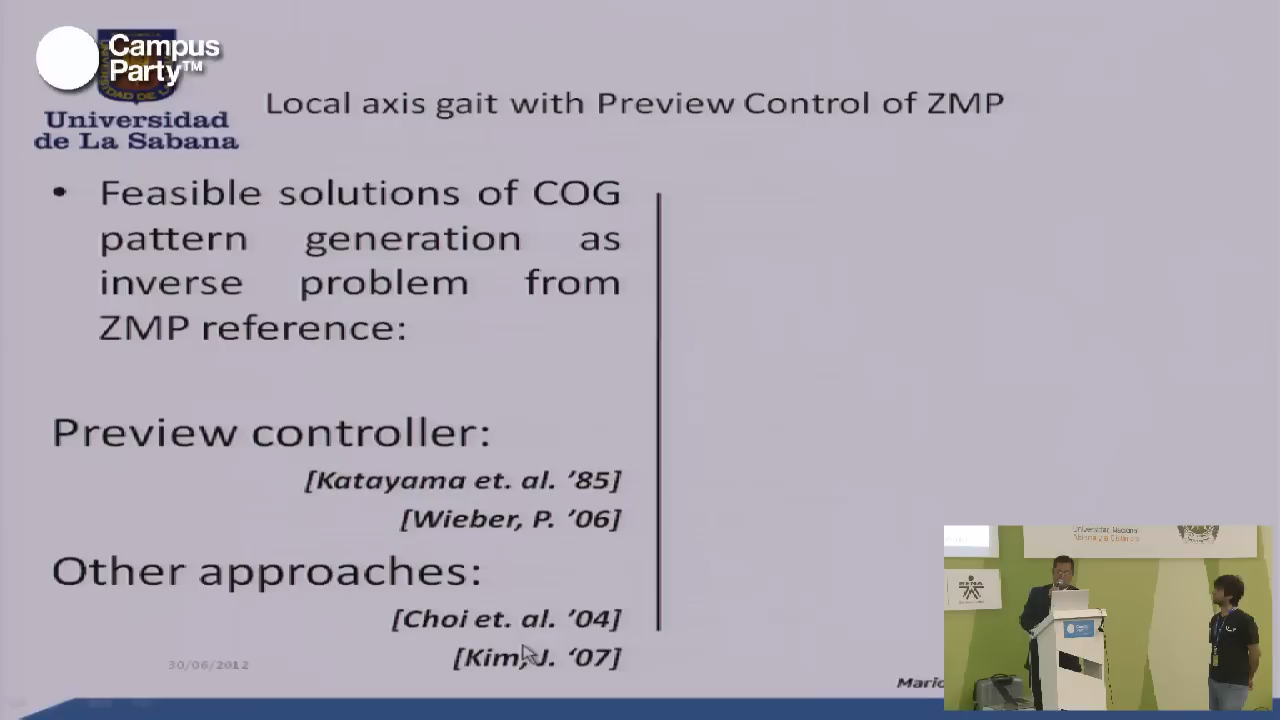 Campus
Party™
Universidad
de La Sabana
Local axis gait with Preview Control of ZMP
• Feasible solutions of COG
pattern generation as
inverse problem from
ZMP reference:
Preview controller:
[Katayama et. al. ’85]
[Wieber, P. ’06]
Other approaches:
[Choi et. al. ’04]
[Kim, J. ’07]
30/06/2012
SENA
Campus